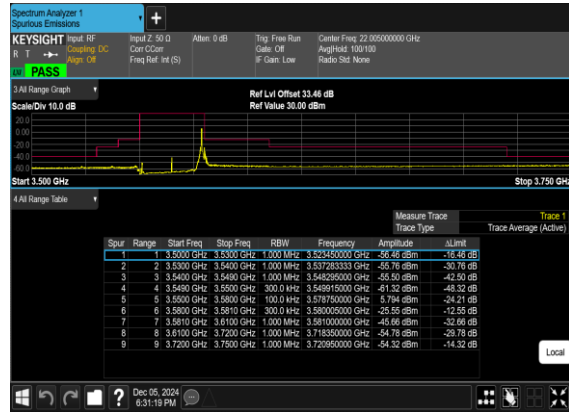 Spectrum Analyzer 1
Spurious Emissions
+
KEYSIGHT Input: RF Input Z: 50 Ω Atten: 0 dB Trig: Free Run Center Freq: 22.005000000 GHz
R T Coupling: DC Corr CCorr Gate: Off Avg|Hold: 100/100
Align: Off Freq Ref: Int (S) IF Gain: Low Radio Std: None
PASS
3 All Range Graph Ref Lvl Offset 33.46 dB
Scale/Div 10.0 dB Ref Value 30.00 dBm
20.0
0.00
-20.0
-40.0
-60.0
Start 3.500 GHz Stop 3.750 GHz
4 All Range Table
Measure Trace Trace 1
Trace Type Trace Average (Active)
Spur Range Start Freq Stop Freq RBW Frequency Amplitude ΔLimit
1 1 3.5000 GHz 3.5300 GHz 1.000 MHz 3.523450000 GHz -56.46 dBm -16.46 dB
2 2 3.5300 GHz 3.5400 GHz 1.000 MHz 3.537283333 GHz -55.76 dBm -30.76 dB
3 3 3.5400 GHz 3.5490 GHz 1.000 MHz 3.548295000 GHz -55.50 dBm -42.50 dB
4 4 3.5490 GHz 3.5500 GHz 300.0 kHz 3.549915000 GHz -61.32 dBm -48.32 dB
5 5 3.5500 GHz 3.5800 GHz 100.0 kHz 3.578750000 GHz 5.794 dBm -24.21 dB
6 6 3.5800 GHz 3.5810 GHz 300.0 kHz 3.580005000 GHz -25.55 dBm -12.55 dB
7 7 3.5810 GHz 3.6100 GHz 1.000 MHz 3.581000000 GHz -45.66 dBm -32.66 dB
8 8 3.6100 GHz 3.7200 GHz 1.000 MHz 3.718350000 GHz -54.78 dBm -29.78 dB
9 9 3.7200 GHz 3.7500 GHz 1.000 MHz 3.720950000 GHz -54.32 dBm -14.32 dB
Local
? Dec 05, 2024
6:31:19 PM